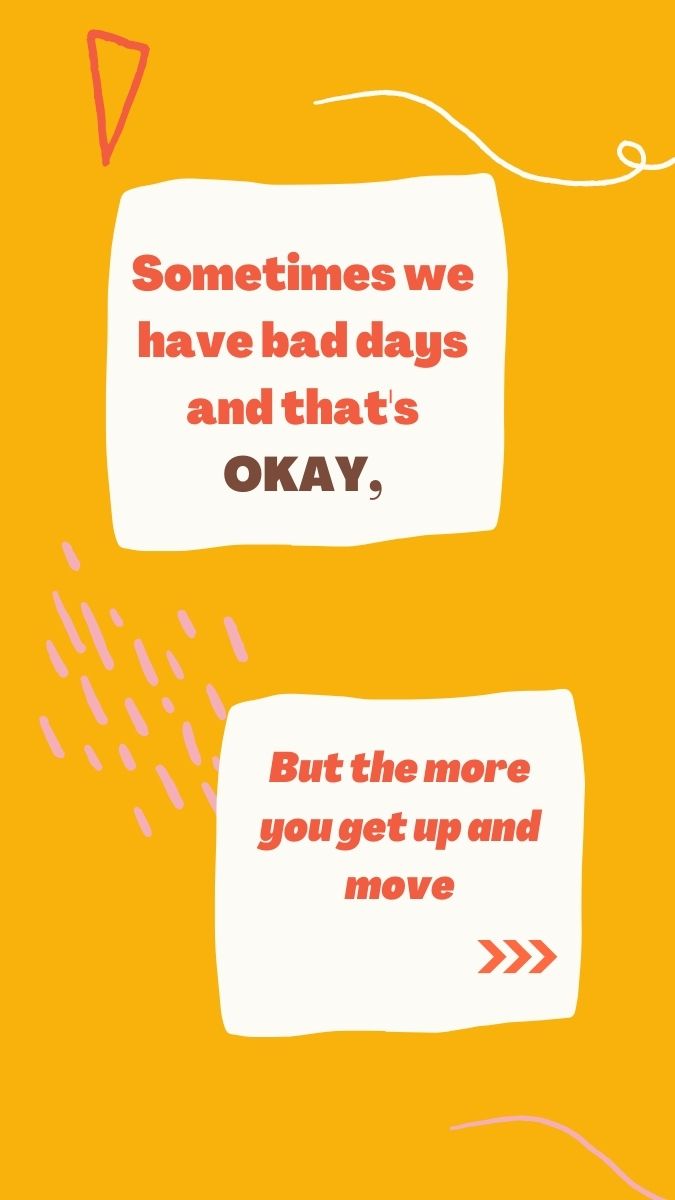 Sometimes we
have bad days
and that's
OKAY,
But the more
you get up and
move